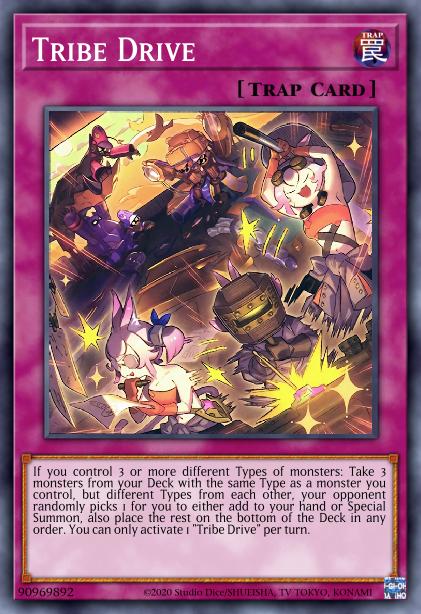 TRIBE DRIVE
TRAP
罠
[TRAP CARD]
If you control 3 or more different Types of monsters: Take 3
monsters from your Deck with the same Type as a monster you
control, but different Types from each other, your opponent
randomly picks 1 for you to either add to your hand or Special
Summon, also place the rest on the bottom of the Deck in any
order. You can only activate 1 "Tribe Drive" per turn.
90969892
©2020 Studio Dice/SHUEISHA, TV TOKYO, KONAMI